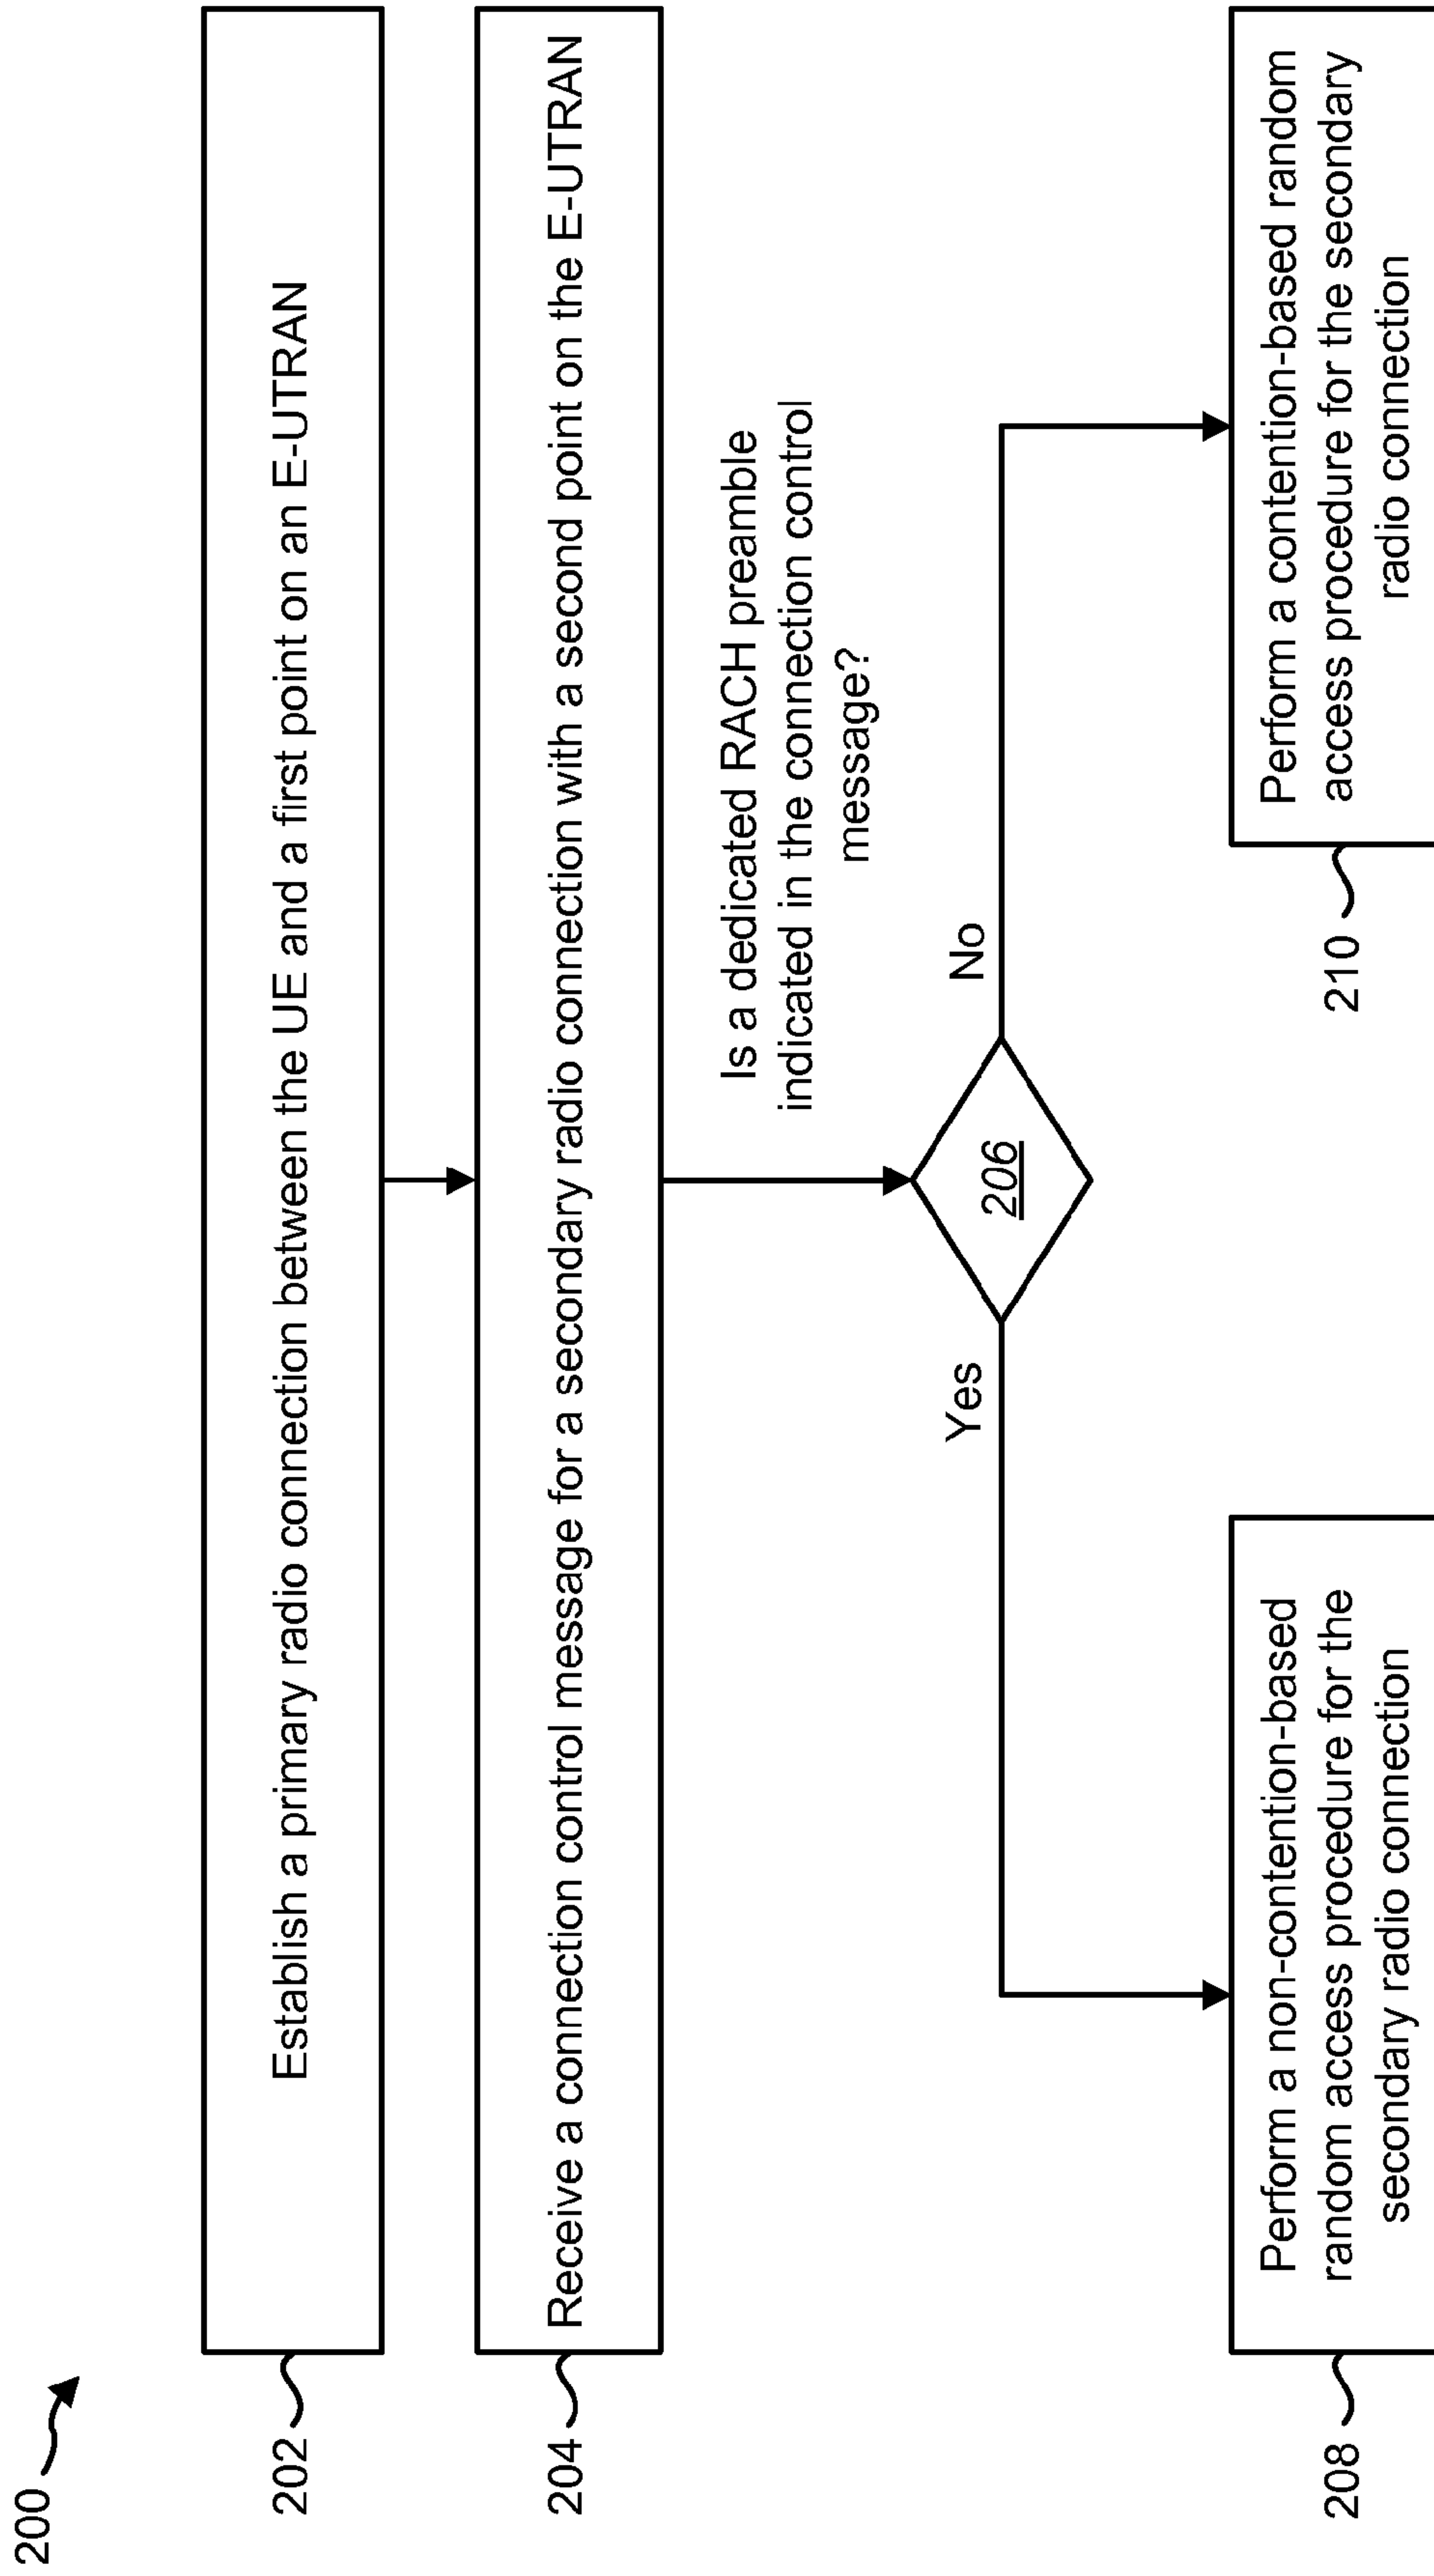 200
202
Establish a primary radio connection between the UE and a first point on an E-UTRAN
204
Receive a connection control message for a secondary radio connection with a second point on the E-UTRAN
Is a dedicated RACH preamble
indicated in the connection control
message?
206
Yes
No
208
Perform a non-contention-based
random access procedure for the
secondary radio connection
210
Perform a contention-based random
access procedure for the secondary
radio connection